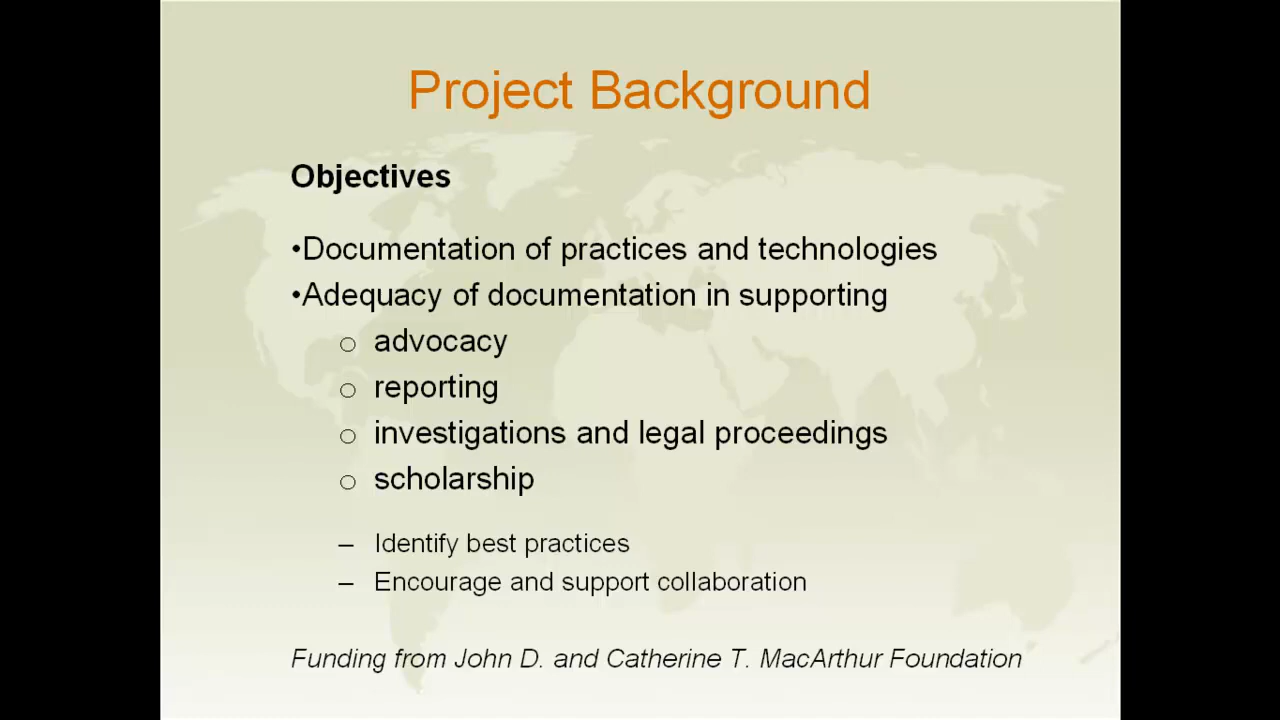 Project Background
Objectives
•Documentation of practices and technologies
•Adequacy of documentation in supporting
o advocacy
o reporting
o investigations and legal proceedings
o scholarship
– Identify best practices
– Encourage and support collaboration
Funding from John D. and Catherine T. MacArthur Foundation